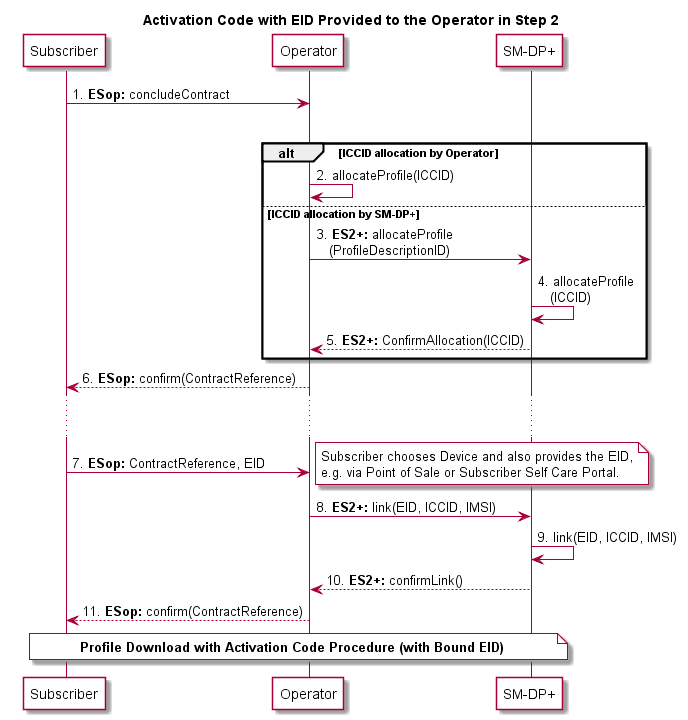 Activation Code with EID Provided to the Operator in Step 2
Subscriber
Operator
SM-DP+
1. ESop: concludeContract
alt
[ICCID allocation by Operator]
2. allocateProfile(ICCID)
[ICCID allocation by SM-DP+]
3. ES2+: allocateProfile
(ProfileDescriptionID)
4. allocateProfile
(ICCID)
5. ES2+: ConfirmAllocation(ICCID)
6. ESop: confirm(ContractReference)
7. ESop: ContractReference, EID
Subscriber chooses Device and also provides the EID,
e.g. via Point of Sale or Subscriber Self Care Portal.
8. ES2+: link(EID, ICCID, IMSI)
9. link(EID, ICCID, IMSI)
10. ES2+: confirmLink()
11. ESop: confirm(ContractReference)
Profile Download with Activation Code Procedure (with Bound EID)
Subscriber
Operator
SM-DP+